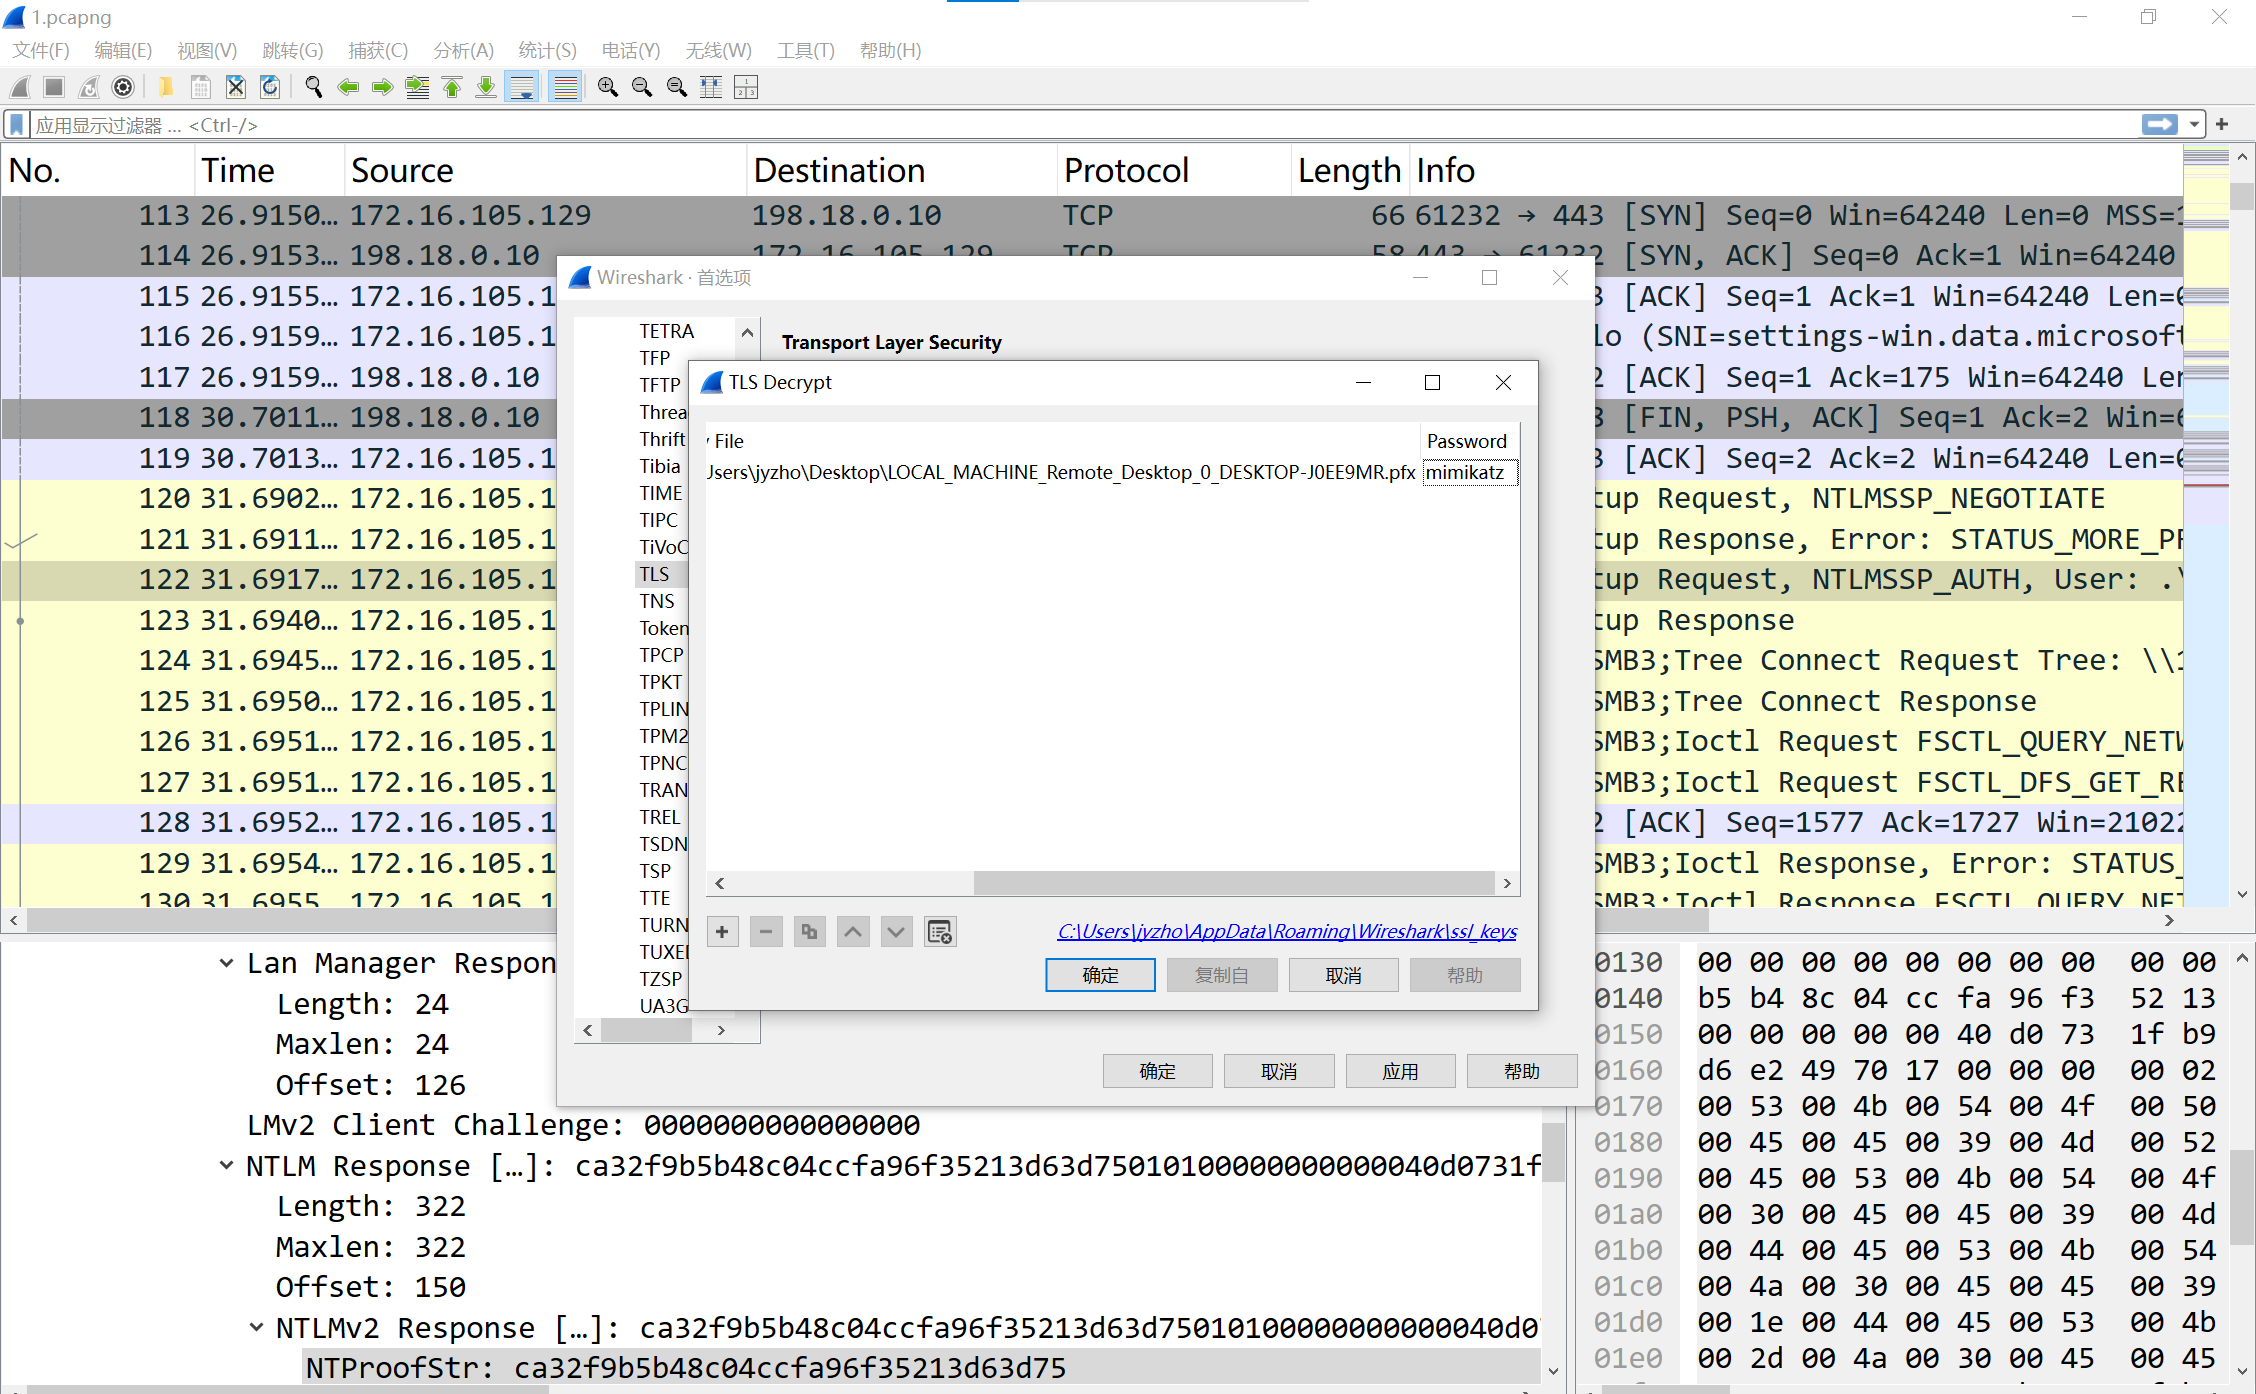 1.pcapng
文件(F) 编辑(E) 视图(V) 跳转(G) 捕获(C) 分析(A) 统计(S) 电话(Y) 无线(W) 工具(T) 帮助(H)
应用显示过滤器 … <Ctrl-/>
No. Time Source Destination Protocol Length Info
113 26.9150… 172.16.105.129 198.18.0.10 TCP 66 61232 → 443 [SYN] Seq=0 Win=64240 Len=0 MSS=1
114 26.9153… 198.18.0.10 172.16.105.129 TCP 58 443 → 61232 [SYN, ACK] Seq=0 Ack=1 Win=64240
115 26.9155… 172.16.105.1 3 [ACK] Seq=1 Ack=1 Win=64240 Len=0
116 26.9159… 172.16.105.1 lo (SNI=settings-win.data.microsoft
117 26.9159… 198.18.0.10 2 [ACK] Seq=1 Ack=175 Win=64240 Len
118 30.7011… 198.18.0.10 3 [FIN, PSH, ACK] Seq=1 Ack=2 Win=6
119 30.7013… 172.16.105.1 3 [ACK] Seq=2 Ack=2 Win=64240 Len=0
120 31.6902… 172.16.105.1 tup Request, NTLMSSP_NEGOTIATE
121 31.6911… 172.16.105.1 tup Response, Error: STATUS_MORE_PR
122 31.6917… 172.16.105.1 tup Request, NTLMSSP_AUTH, User: .\
123 31.6940… 172.16.105.1 tup Response
124 31.6945… 172.16.105.1 SMB3;Tree Connect Request Tree: \\1
125 31.6950… 172.16.105.1 SMB3;Tree Connect Response
126 31.6951… 172.16.105.1 SMB3;Ioctl Request FSCTL_QUERY_NETW
127 31.6951… 172.16.105.1 SMB3;Ioctl Request FSCTL_DFS_GET_RE
128 31.6952… 172.16.105.1 2 [ACK] Seq=1577 Ack=1727 Win=21022
129 31.6954… 172.16.105.1 SMB3;Ioctl Response, Error: STATUS_
130 31.6955… 172.16.105.1 SMB3;Ioctl Response FSCTL_QUERY_NET
Wireshark · 首选项
TETRA
TFP
TFTP
Threa
Thrift
Tibia
TIME
TIPC
TiVoC
TLS
TNS
Token
TPCP
TPKT
TPLIN
TPM2
TPNC
TRAN
TREL
TSDN
TSP
TTE
TURN
TUXE
TZSP
UA3G
Transport Layer Security
TLS Decrypt
y File Password
Users\jyzho\Desktop\LOCAL_MACHINE_Remote_Desktop_0_DESKTOP-J0EE9MR.pfx mimikatz
C:\Users\jyzho\AppData\Roaming\Wireshark\ssl_keys
确定 复制自 取消 帮助
确定 取消 应用 帮助
Lan Manager Respon
Length: 24
Maxlen: 24
Offset: 126
LMv2 Client Challenge: 0000000000000000
NTLM Response […]: ca32f9b5b48c04ccfa96f35213d63d75010100000000000040d0731f
Length: 322
Maxlen: 322
Offset: 150
NTLMv2 Response […]: ca32f9b5b48c04ccfa96f35213d63d75010100000000000040d0
NTProofStr: ca32f9b5b48c04ccfa96f35213d63d75
0130 00 00 00 00 00 00 00 00 00 00
0140 b5 b4 8c 04 cc fa 96 f3 52 13
0150 00 00 00 00 00 40 d0 73 1f b9
0160 d6 e2 49 70 17 00 00 00 00 02
0170 00 53 00 4b 00 54 00 4f 00 50
0180 00 45 00 45 00 39 00 4d 00 52
0190 00 45 00 53 00 4b 00 54 00 4f
01a0 00 30 00 45 00 45 00 39 00 4d
01b0 00 44 00 45 00 53 00 4b 00 54
01c0 00 4a 00 30 00 45 00 45 00 39
01d0 00 1e 00 44 00 45 00 53 00 4b
01e0 00 2d 00 4a 00 30 00 45 00 45